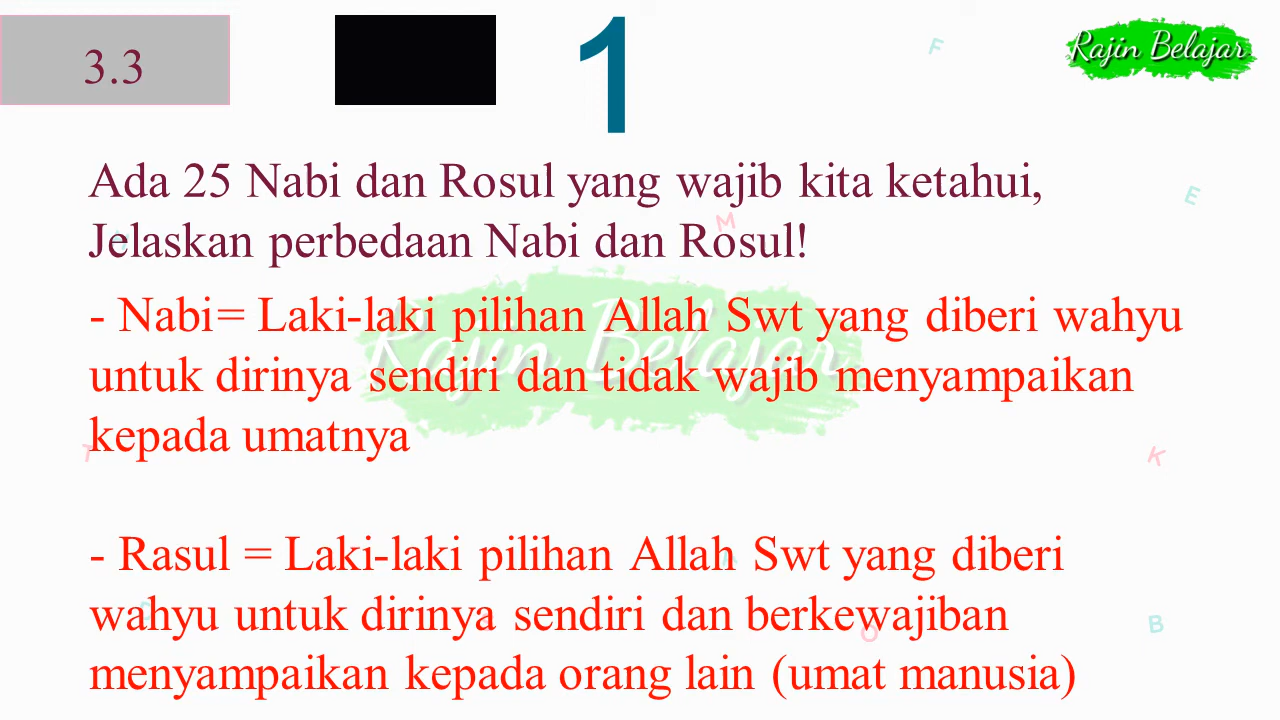 3.3
1
Rajin Belajar
Ada 25 Nabi dan Rosul yang wajib kita ketahui,
Jelaskan perbedaan Nabi dan Rosul!
- Nabi= Laki-laki pilihan Allah Swt yang diberi wahyu
untuk dirinya sendiri dan tidak wajib menyampaikan
kepada umatnya
Rajin Belajar
- Rasul = Laki-laki pilihan Allah Swt yang diberi
wahyu untuk dirinya sendiri dan berkewajiban
menyampaikan kepada orang lain (umat manusia)
F
E
M
T
K
O
B